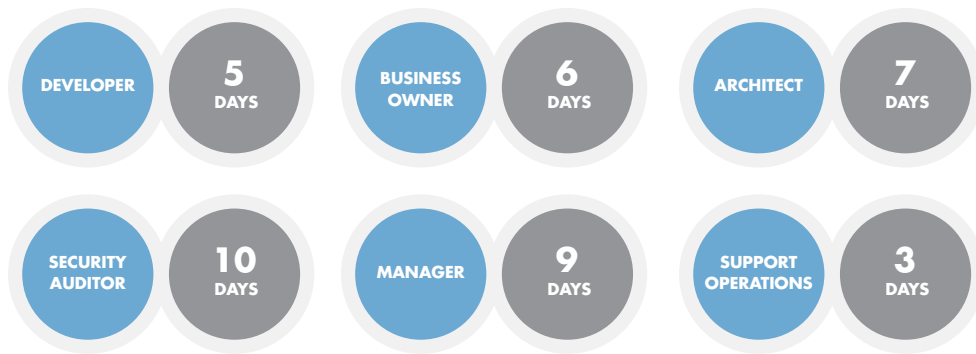 DEVELOPER
5
DAYS
BUSINESS
OWNER
6
DAYS
ARCHITECT
7
DAYS
SECURITY
AUDITOR
10
DAYS
MANAGER
9
DAYS
SUPPORT
OPERATIONS
3
DAYS